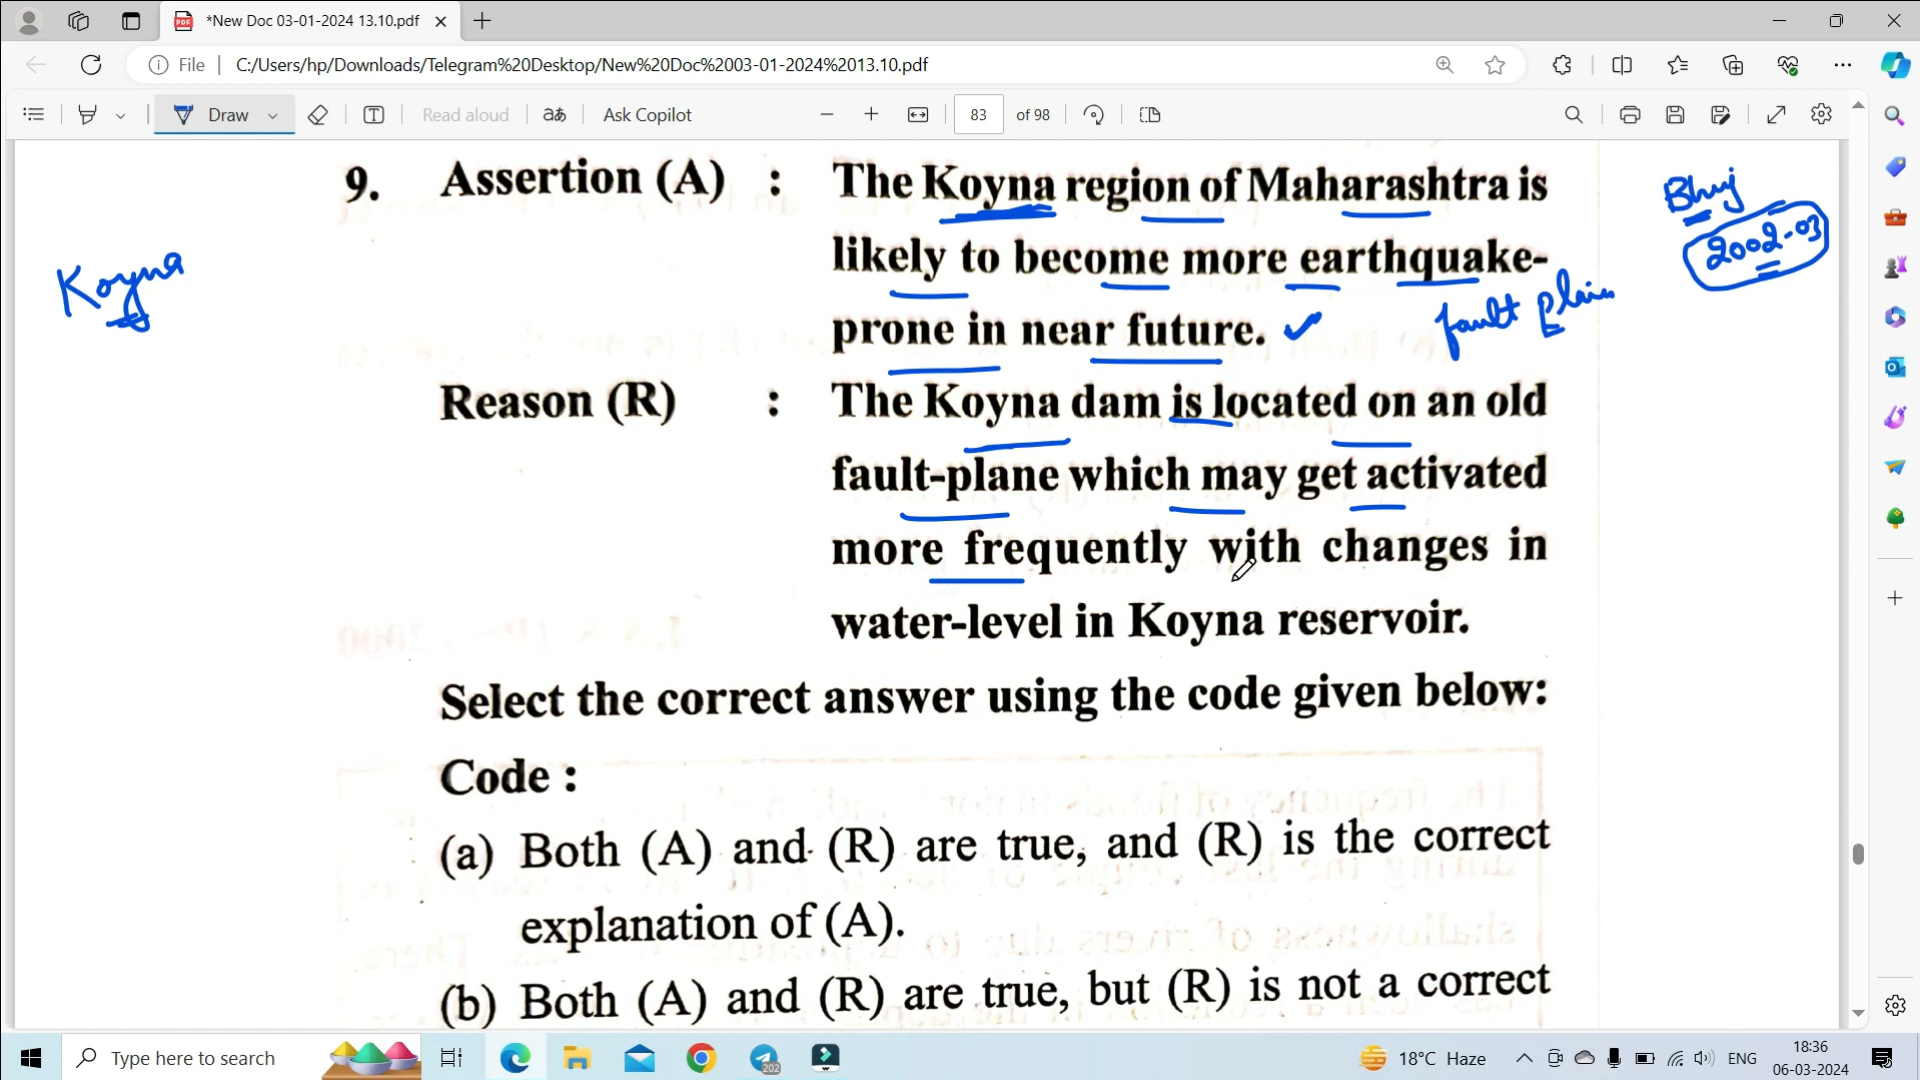 *New Doc 03-01-2024 13.10.pdf
File
C:/Users/hp/Downloads/Telegram%20Desktop/New%20Doc%2003-01-2024%2013.10.pdf
Draw
Read aloud
aあ
Ask Copilot
83
of 98
9. Assertion (A) : The Koyna region of Maharashtra is
likely to become more earthquake-
prone in near future.
Bhuj
2002-03
Koyna
fault Plain
Reason (R) : The Koyna dam is located on an old
fault-plane which may get activated
more frequently with changes in
water-level in Koyna reservoir.
Select the correct answer using the code given below:
Code :
(a) Both (A) and (R) are true, and (R) is the correct
explanation of (A).
(b) Both (A) and (R) are true, but (R) is not a correct
Type here to search
202
18°C Haze
ENG
18:36
06-03-2024